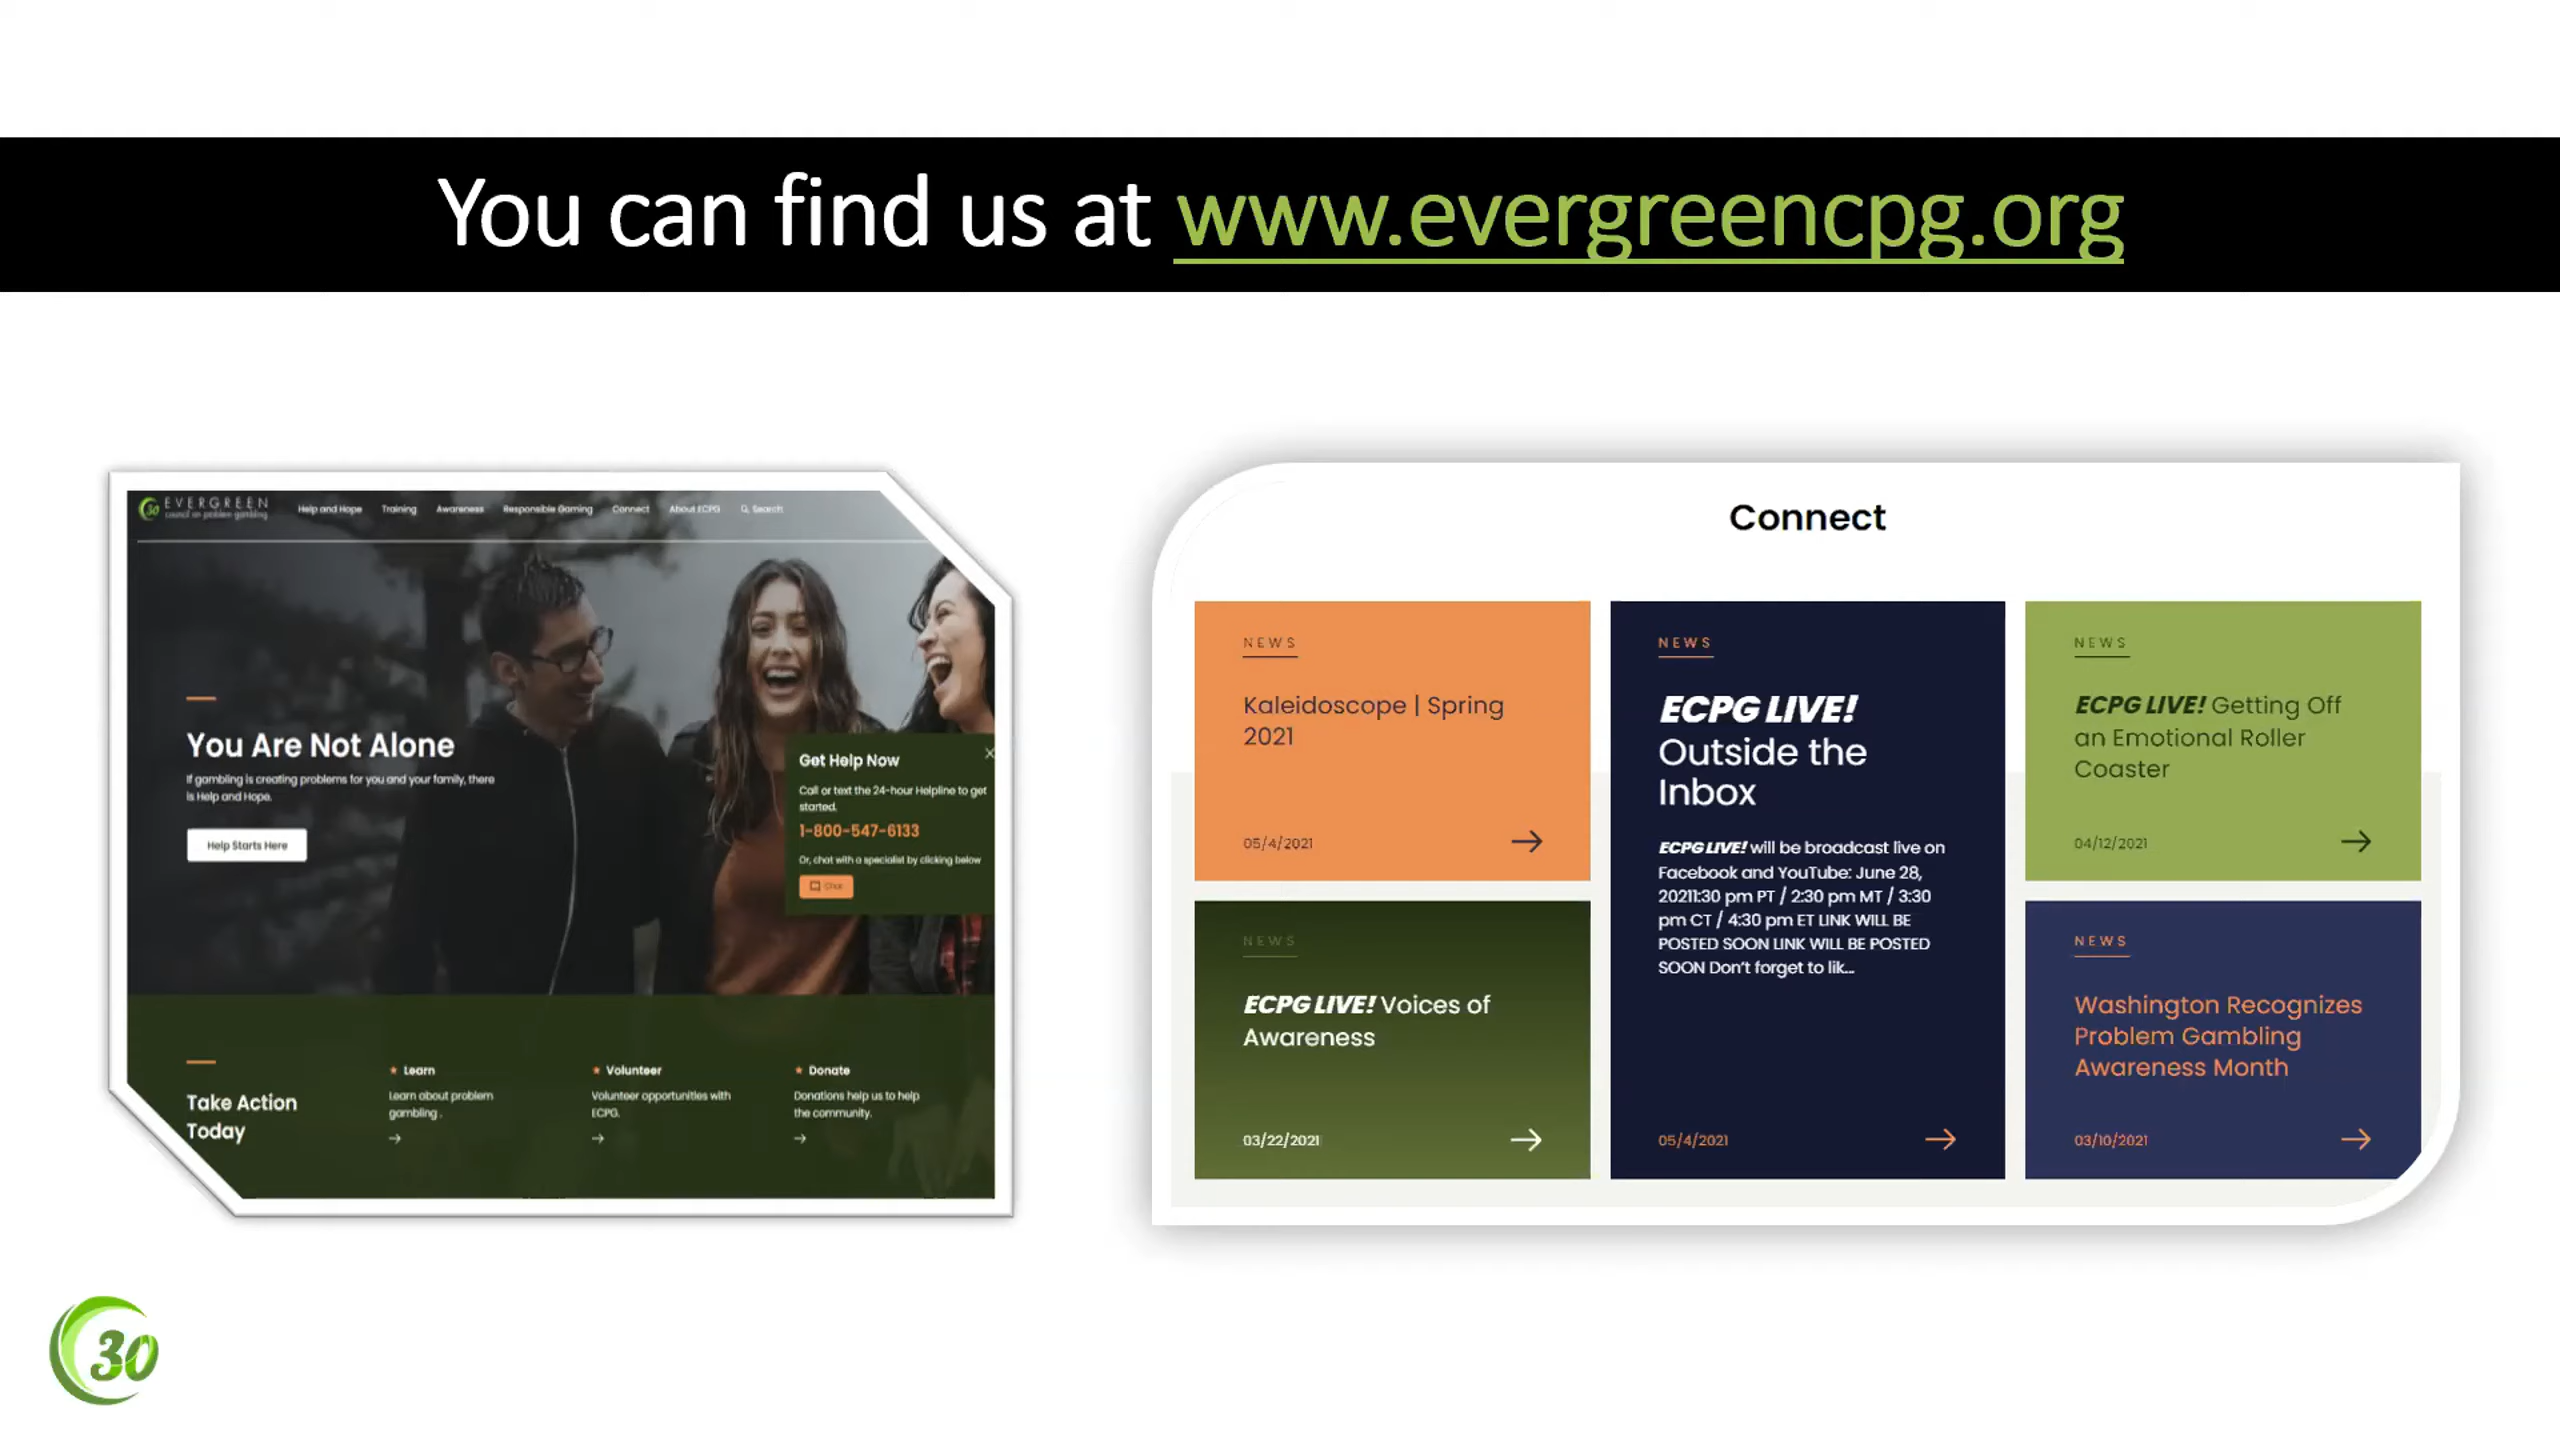 You can find us at www.evergreencpg.org
30 EVERGREEN
council on problem gambling
Help and Hope
Training
Awareness
Responsible Gaming
Connect
About ECPG
Search
You Are Not Alone
If gambling is creating problems for you and your family, there
is Help and Hope.
Help Starts Here
Get Help Now
Call or text the 24-hour Helpline to get
started.
1-800-547-6133
Or, chat with a specialist by clicking below
Chat
Take Action
Today
Learn
Learn about problem
gambling .
Volunteer
Volunteer opportunities with
ECPG.
Donate
Donations help us to help
the community.
Connect
NEWS
Kaleidoscope | Spring
2021
05/4/2021
NEWS
ECPG LIVE! Voices of
Awareness
03/22/2021
NEWS
ECPG LIVE!
Outside the
Inbox
ECPG LIVE! will be broadcast live on
Facebook and YouTube: June 28,
20211:30 pm PT / 2:30 pm MT / 3:30
pm CT / 4:30 pm ET LINK WILL BE
POSTED SOON LINK WILL BE POSTED
SOON Don't forget to lik...
05/4/2021
NEWS
ECPG LIVE! Getting Off
an Emotional Roller
Coaster
04/12/2021
NEWS
Washington Recognizes
Problem Gambling
Awareness Month
03/10/2021
30